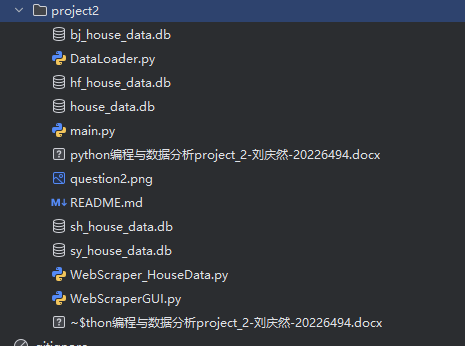 project2
bj_house_data.db
DataLoader.py
hf_house_data.db
house_data.db
main.py
python编程与数据分析project_2-刘庆然-20226494.docx
question2.png
README.md
sh_house_data.db
sy_house_data.db
WebScraper_HouseData.py
WebScraperGUI.py
~$thon编程与数据分析project_2-刘庆然-20226494.docx